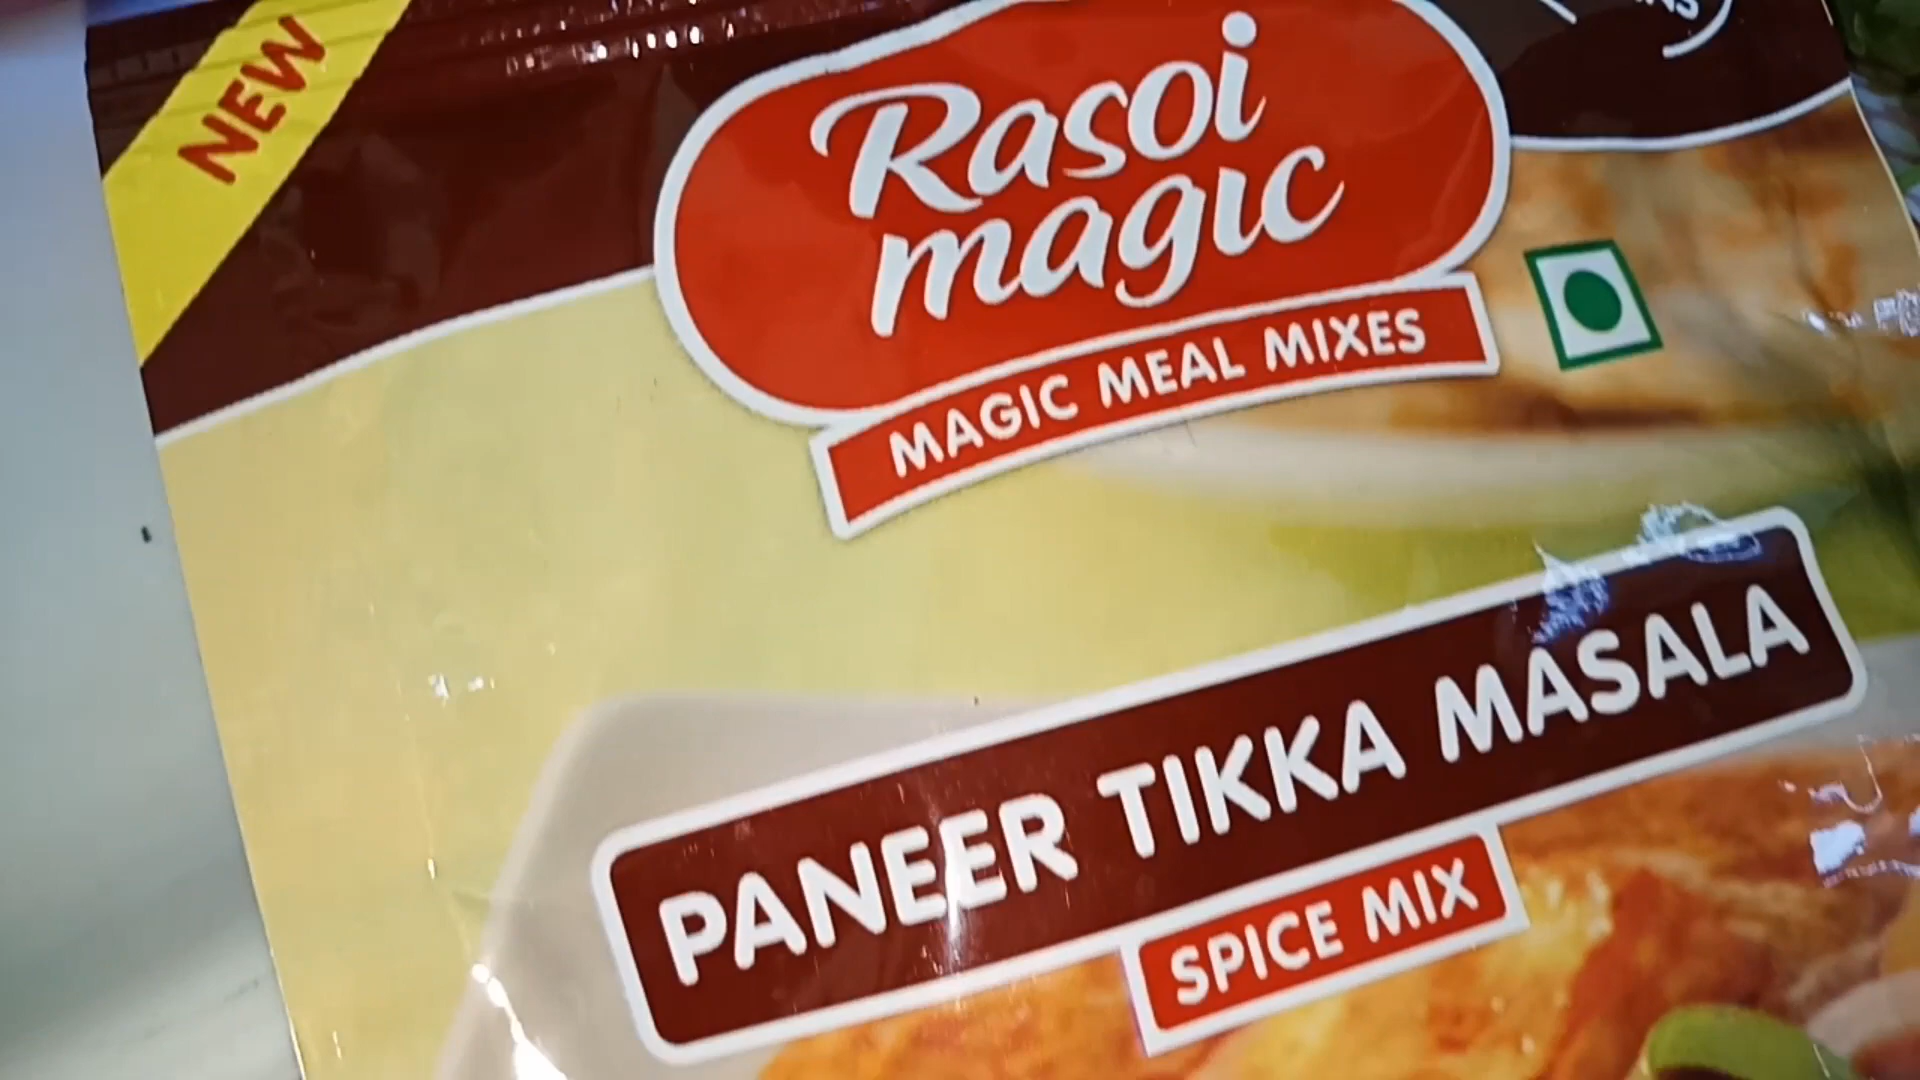 NEW
Rasoi
magic
MAGIC MEAL MIXES
PANEER TIKKA MASALA
SPICE MIX